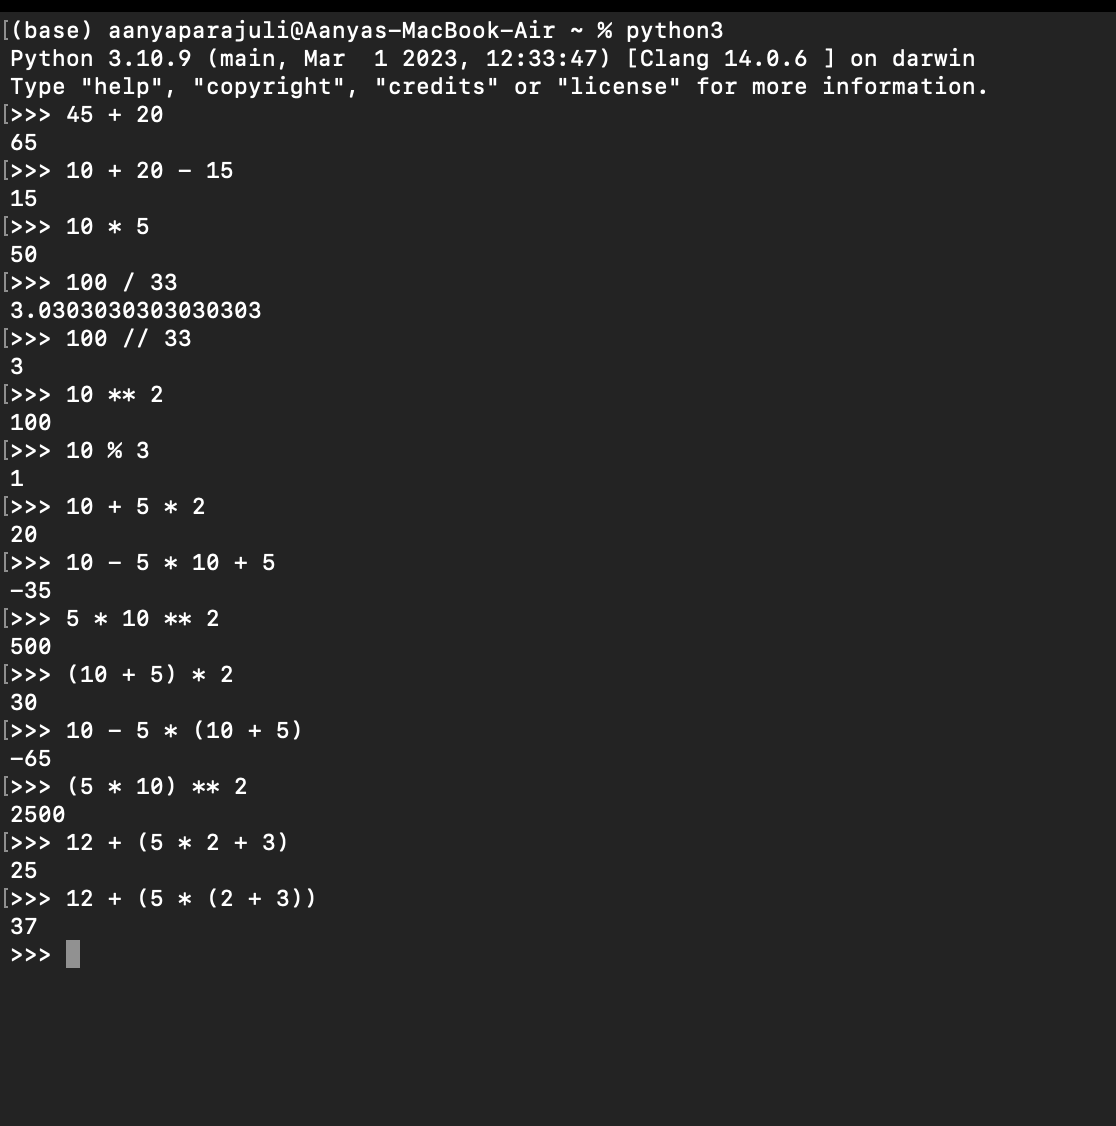 [(base) aanyaparajuli@Aanyas-MacBook-Air ~ % python3
Python 3.10.9 (main, Mar  1 2023, 12:33:47) [Clang 14.0.6 ] on darwin
Type "help", "copyright", "credits" or "license" for more information.
[>>> 45 + 20
65
[>>> 10 + 20 - 15
15
[>>> 10 * 5
50
[>>> 100 / 33
3.0303030303030303
[>>> 100 // 33
3
[>>> 10 ** 2
100
[>>> 10 % 3
1
[>>> 10 + 5 * 2
20
[>>> 10 - 5 * 10 + 5
-35
[>>> 5 * 10 ** 2
500
[>>> (10 + 5) * 2
30
[>>> 10 - 5 * (10 + 5)
-65
[>>> (5 * 10) ** 2
2500
[>>> 12 + (5 * 2 + 3)
25
[>>> 12 + (5 * (2 + 3))
37
>>>